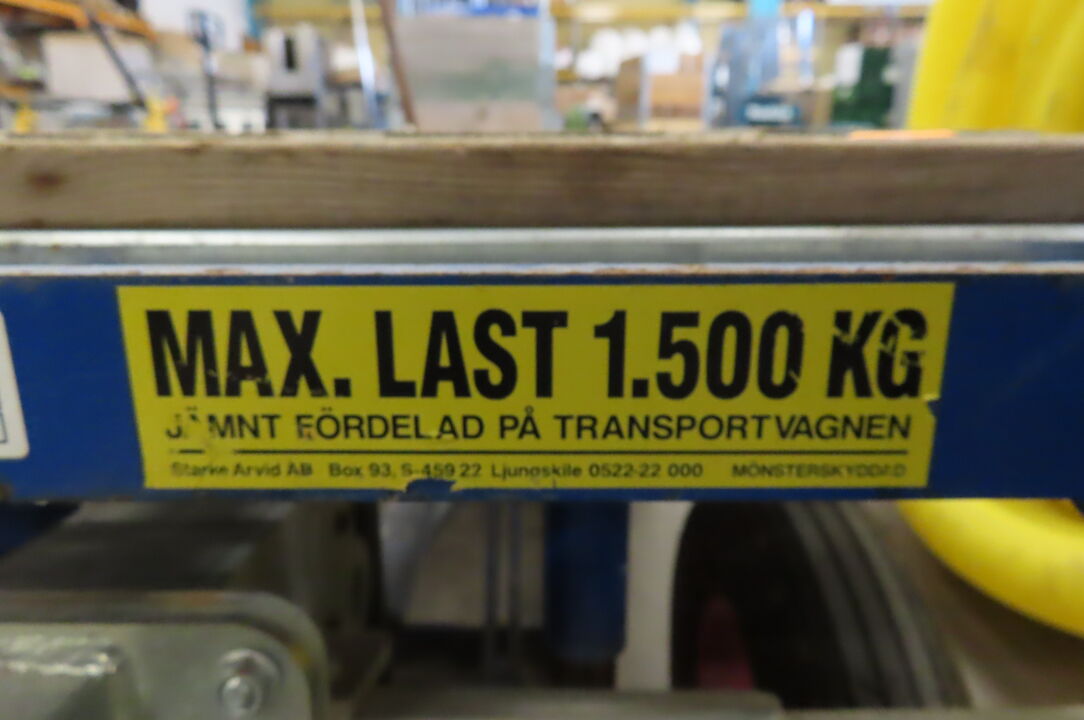 MAX. LAST 1.500 KG
JÄMNT FÖRDELAD PÅ TRANSPORTVAGNEN
Starke Arvid AB Box 93, S-459 22 Ljungskile 0522-22 000 MÖNSTERSKYDDAD